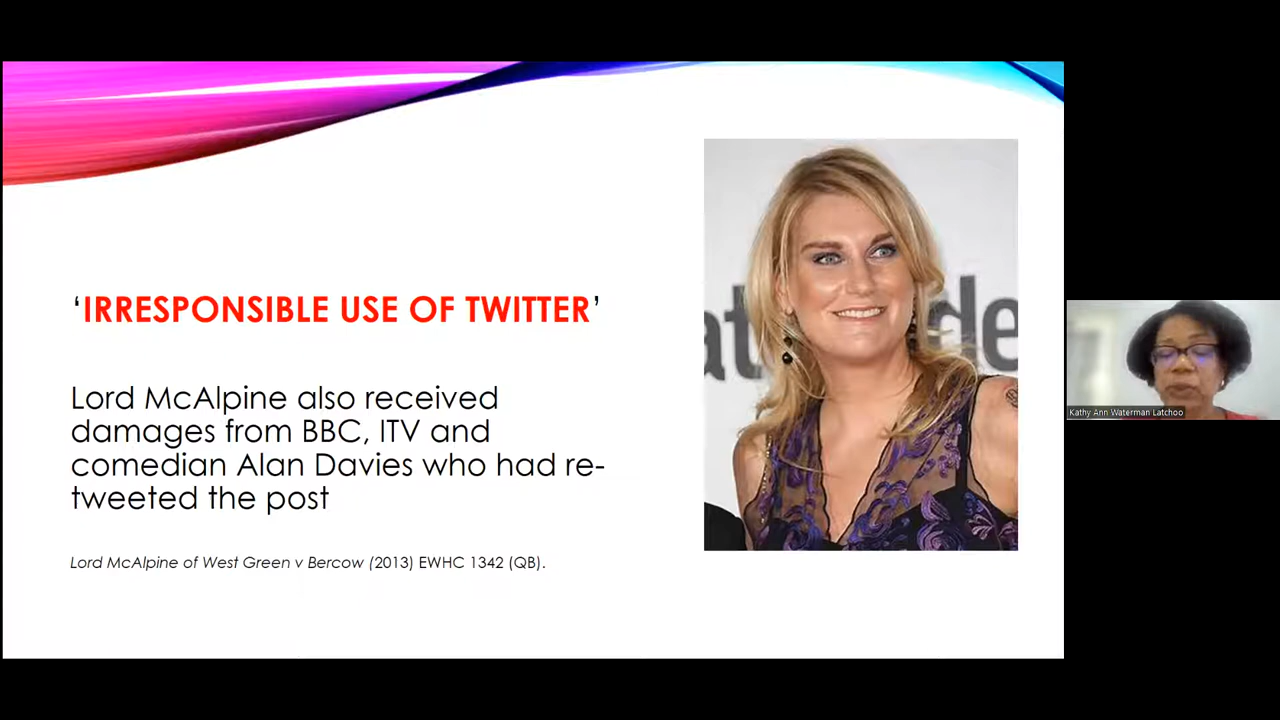 ‘IRRESPONSIBLE USE OF TWITTER’
Lord McAlpine also received
damages from BBC, ITV and
comedian Alan Davies who had re-
tweeted the post
Lord McAlpine of West Green v Bercow (2013) EWHC 1342 (QB).
Kathy Ann Waterman Latchoo